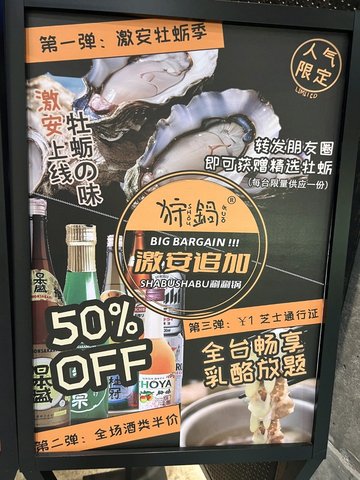 第一弹：激安牡蛎季
人气
限定
LIMITED
激安上线
牡蛎の味
转发朋友圈
即可获赠精选牡蛎
（每台限量供应一份）
狩鍋®
SHOU GUO
BIG BARGAIN !!!
激安追加
SHABUSHABU涮涮锅
50%
OFF
HOYA
第三弹：¥1 芝士通行证
全台畅享
乳酪放题
第二弹：全场酒类半价